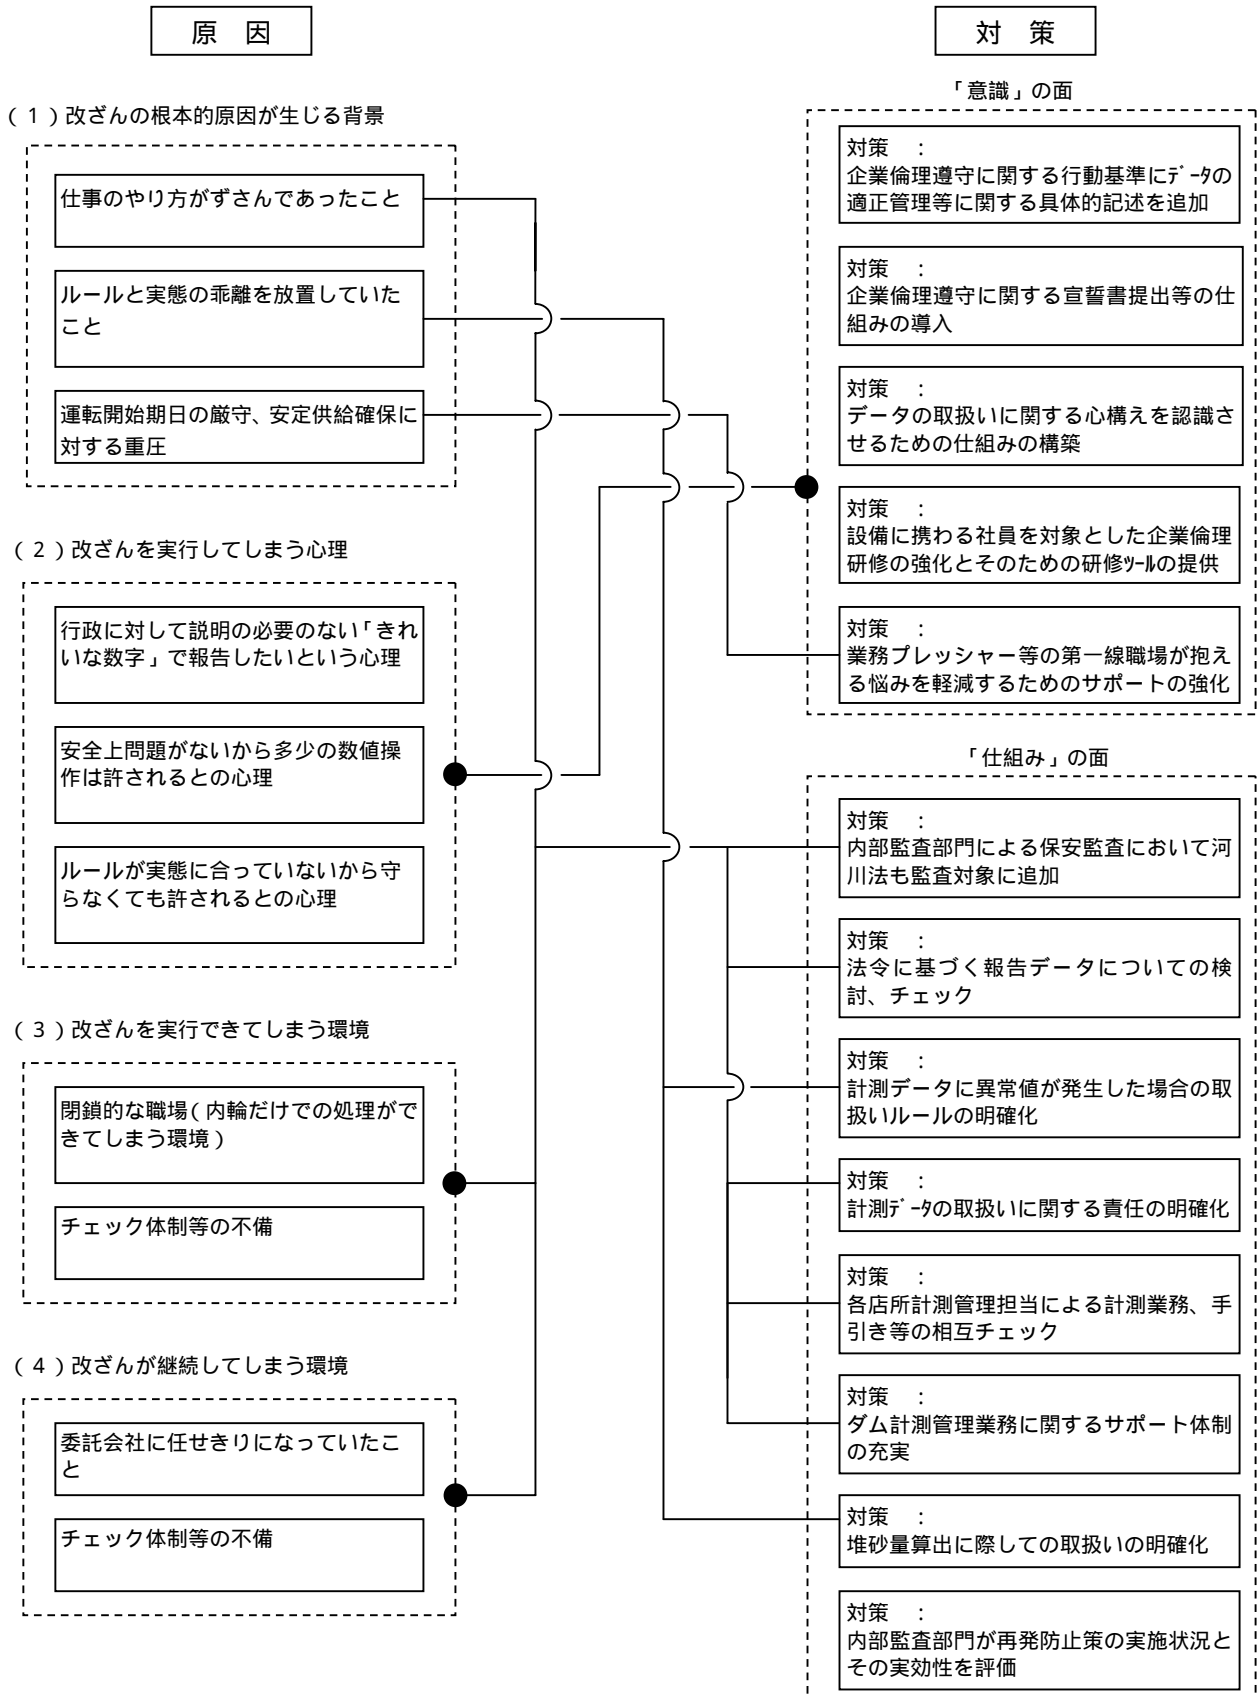 原　因
（１）改ざんの根本的原因が生じる背景
仕事のやり方がずさんであったこと
ルールと実態の乖離を放置していた
こと
運転開始期日の厳守、安定供給確保に
対する重圧
（２）改ざんを実行してしまう心理
行政に対して説明の必要のない「きれ
いな数字」で報告したいという心理
安全上問題がないから多少の数値操
作は許されるとの心理
ルールが実態に合っていないから守
らなくても許されるとの心理
（３）改ざんを実行できてしまう環境
閉鎖的な職場（内輪だけでの処理がで
きてしまう環境）
チェック体制等の不備
（４）改ざんが継続してしまう環境
委託会社に任せきりになっていたこ
と
チェック体制等の不備
対　策
「意識」の面
対策　：
企業倫理遵守に関する行動基準にﾃﾞｰﾀの
適正管理等に関する具体的記述を追加
対策　：
企業倫理遵守に関する宣誓書提出等の仕
組みの導入
対策　：
データの取扱いに関する心構えを認識さ
せるための仕組みの構築
対策　：
設備に携わる社員を対象とした企業倫理
研修の強化とそのための研修ﾂｰﾙの提供
対策　：
業務プレッシャー等の第一線職場が抱え
る悩みを軽減するためのサポートの強化
「仕組み」の面
対策　：
内部監査部門による保安監査において河
川法も監査対象に追加
対策　：
法令に基づく報告データについての検
討、チェック
対策　：
計測データに異常値が発生した場合の取
扱いルールの明確化
対策　：
計測ﾃﾞｰﾀの取扱いに関する責任の明確化
対策　：
各店所計測管理担当による計測業務、手
引き等の相互チェック
対策　：
ダム計測管理業務に関するサポート体制
の充実
対策　：
堆砂量算出に際しての取扱いの明確化
対策　：
内部監査部門が再発防止策の実施状況と
その実効性を評価